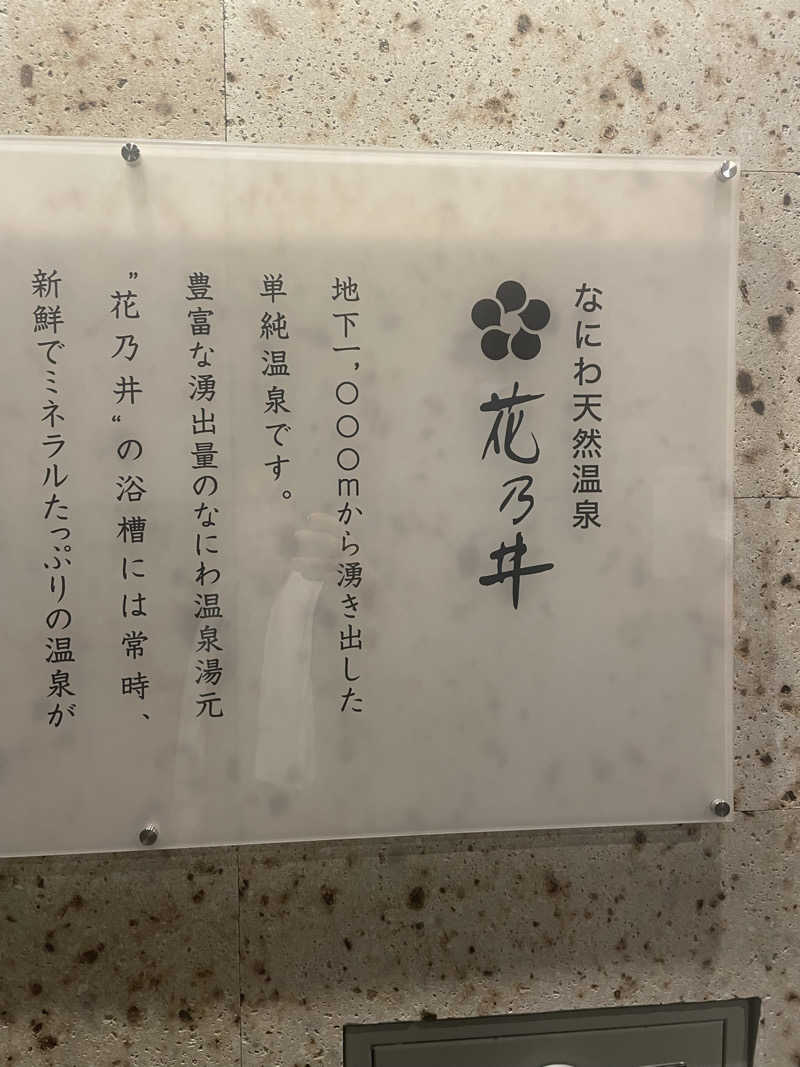 なにわ天然温泉
花乃井
地下一,〇〇〇mから湧き出した
単純温泉です。
豊富な湧出量のなにわ温泉湯元
"花乃井"の浴槽には常時、
新鮮でミネラルたっぷりの温泉が